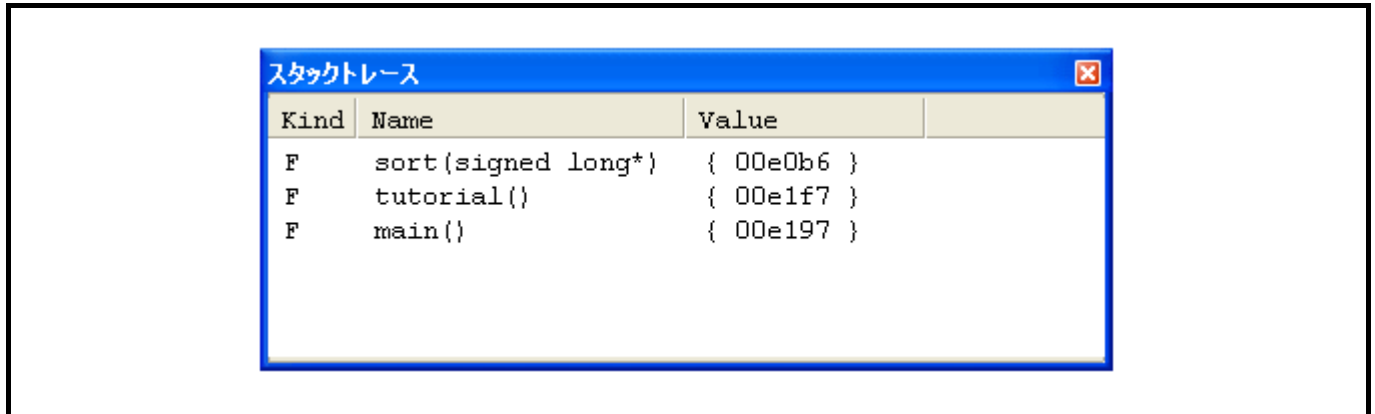 スタックトレース
Kind Name Value
F sort(signed long*) { 00e0b6 }
F tutorial() { 00e1f7 }
F main() { 00e197 }